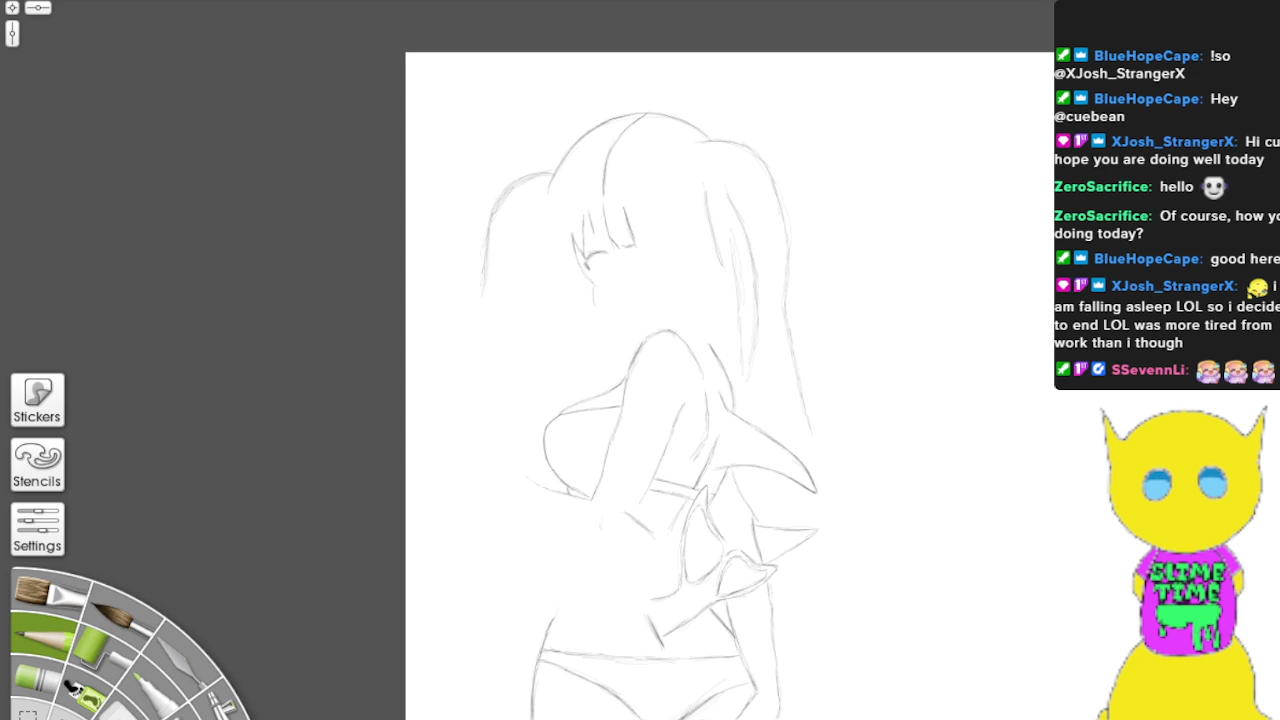 BlueHopeCape: !so
@XJosh_StrangerX
BlueHopeCape: Hey
@cuebean
XJosh_StrangerX: Hi cu
hope you are doing well today
ZeroSacrifice: hello
ZeroSacrifice: Of course, how yo
doing today?
BlueHopeCape: good here
XJosh_StrangerX: i
am falling asleep LOL so i decide
to end LOL was more tired from
work than i though
SSevennLi:
Stickers
Stencils
Settings
SLIME
TIME